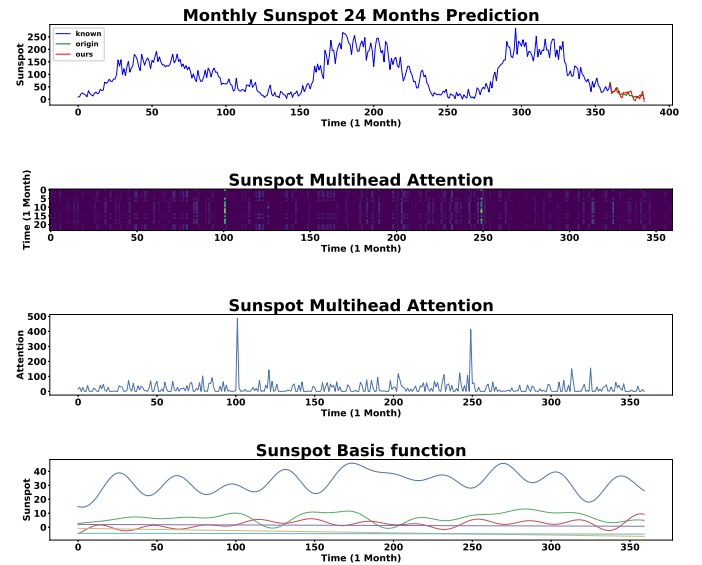 Monthly Sunspot 24 Months Prediction
Sunspot
250
200
150
100
50
0
known
origin
ours
0 50 100 150 200 250 300 350 400
Time (1 Month)
Sunspot Multihead Attention
Time (1 Month)
0
5
10
15
20
0 50 100 150 200 250 300 350
Time (1 Month)
Sunspot Multihead Attention
Attention
500
400
300
200
100
0
0 50 100 150 200 250 300 350
Time (1 Month)
Sunspot Basis function
Sunspot
40
30
20
10
0
0 50 100 150 200 250 300 350
Time (1 Month)